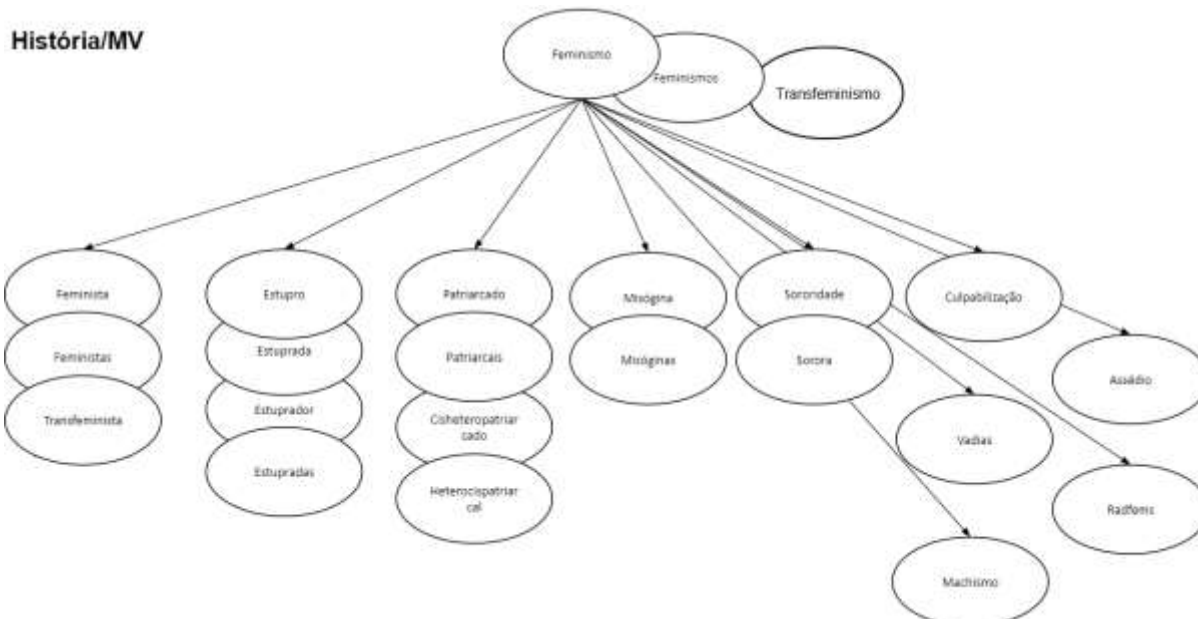 História/MV
Feminismo
Feminismos
Transfeminismo
Feminista
Feministas
Transfeminista
Estupro
Estuprada
Estuprador
Estupradas
Patriarcado
Patriarcais
Cisheteropatriar
cado
Heterocispatriar
cal
Misógina
Misóginas
Sororidade
Sorora
Culpabilização
Assédio
Vadias
Radfems
Machismo